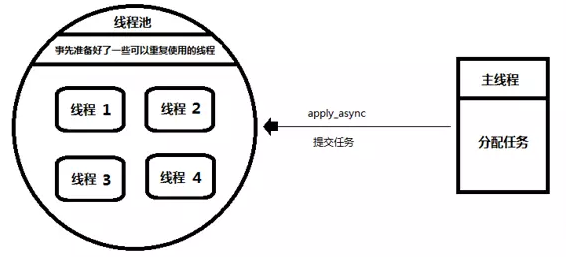 线程池
事先准备好了一些可以重复使用的线程
线程 1
线程 2
线程 3
线程 4
apply_async
提交任务
主线程
分配任务